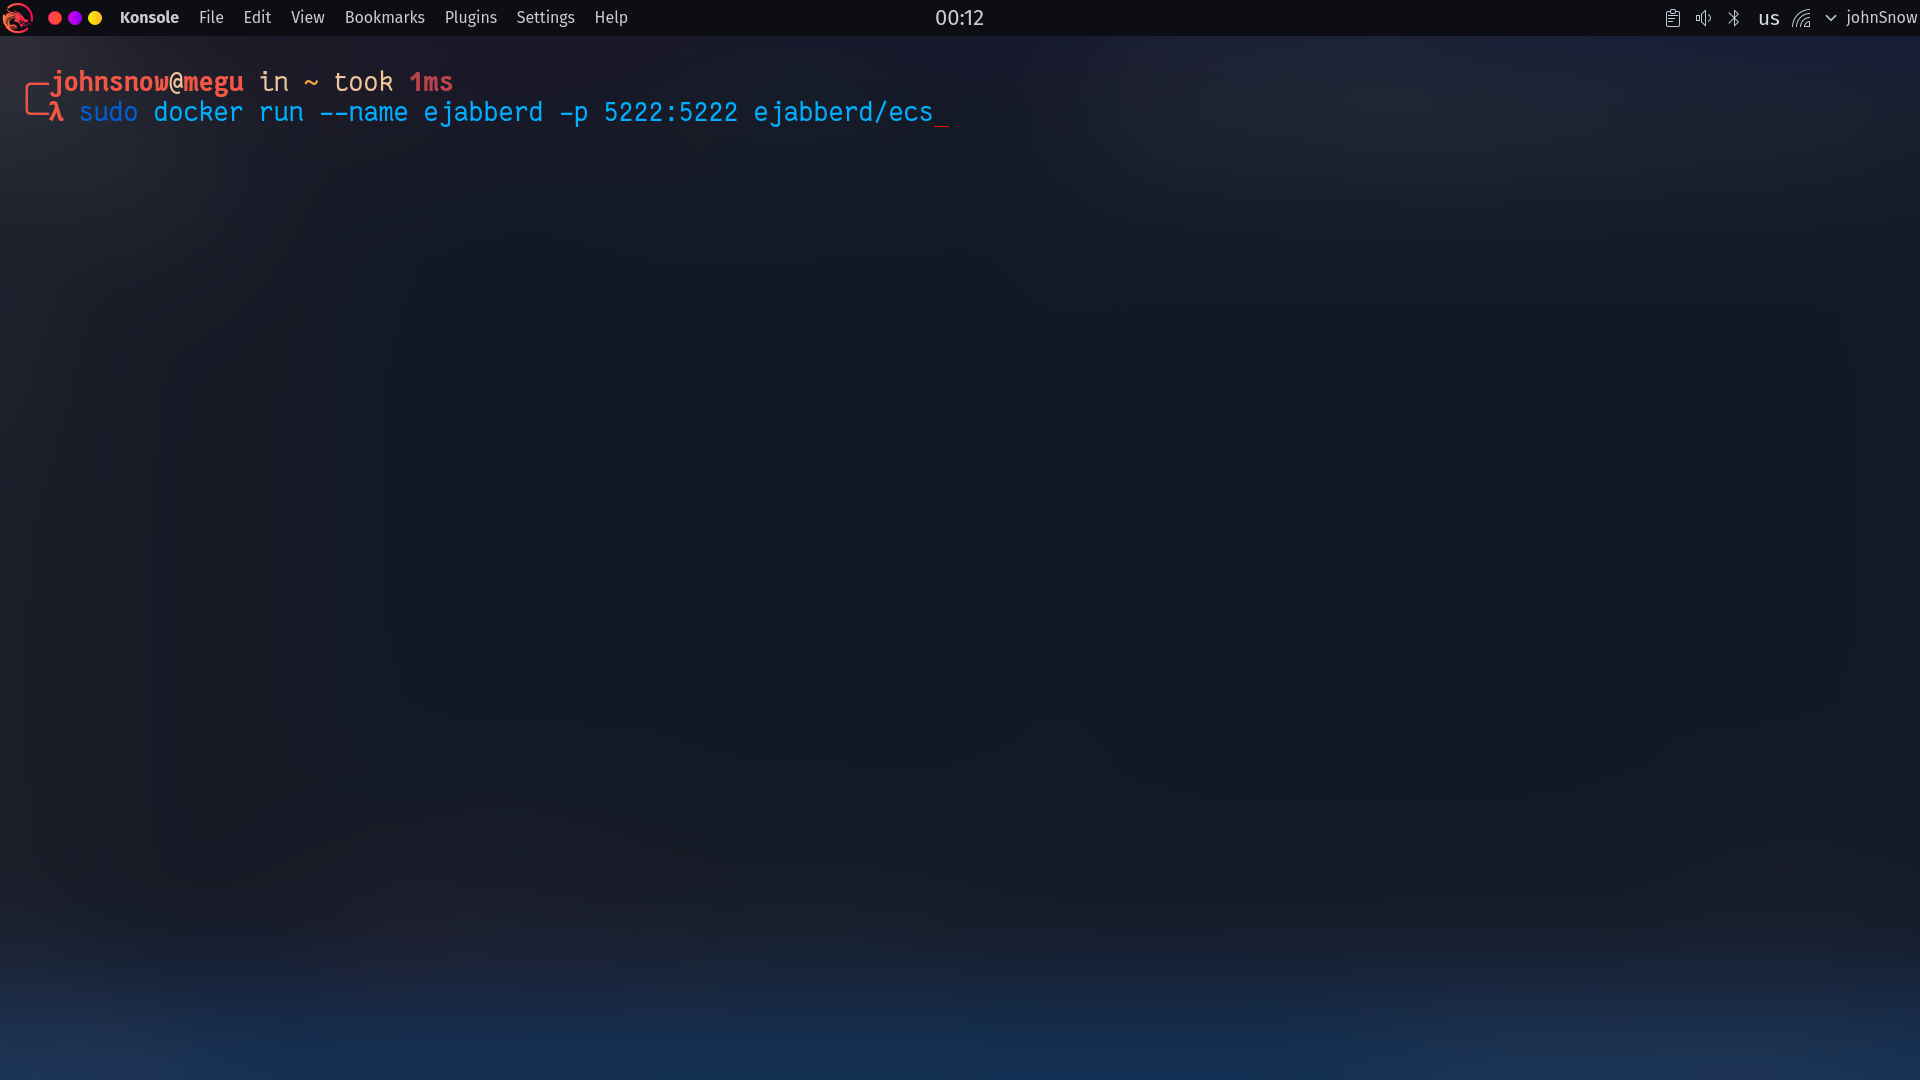 Konsole File Edit View Bookmarks Plugins Settings Help 00:12 us johnSnow
johnsnow@megu in ~ took 1ms
λ sudo docker run --name ejabberd -p 5222:5222 ejabberd/ecs_